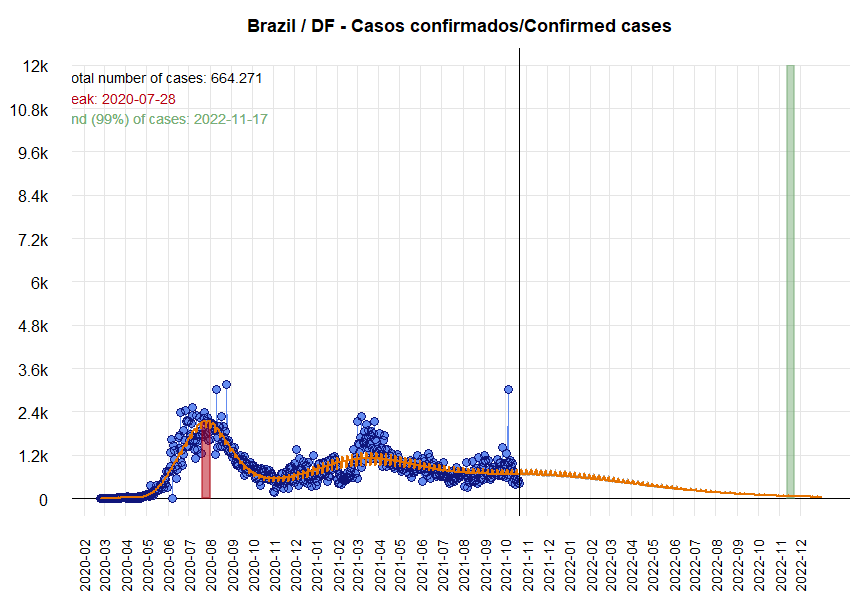 Brazil / DF - Casos confirmados/Confirmed cases
12k
10.8k
9.6k
8.4k
7.2k
6k
4.8k
3.6k
2.4k
1.2k
0
otal number of cases: 664.271
eak: 2020-07-28
nd (99%) of cases: 2022-11-17
2020-02
2020-03
2020-04
2020-05
2020-06
2020-07
2020-08
2020-09
2020-10
2020-11
2020-12
2021-01
2021-02
2021-03
2021-04
2021-05
2021-06
2021-07
2021-08
2021-09
2021-10
2021-11
2021-12
2022-01
2022-02
2022-03
2022-04
2022-05
2022-06
2022-07
2022-08
2022-09
2022-10
2022-11
2022-12